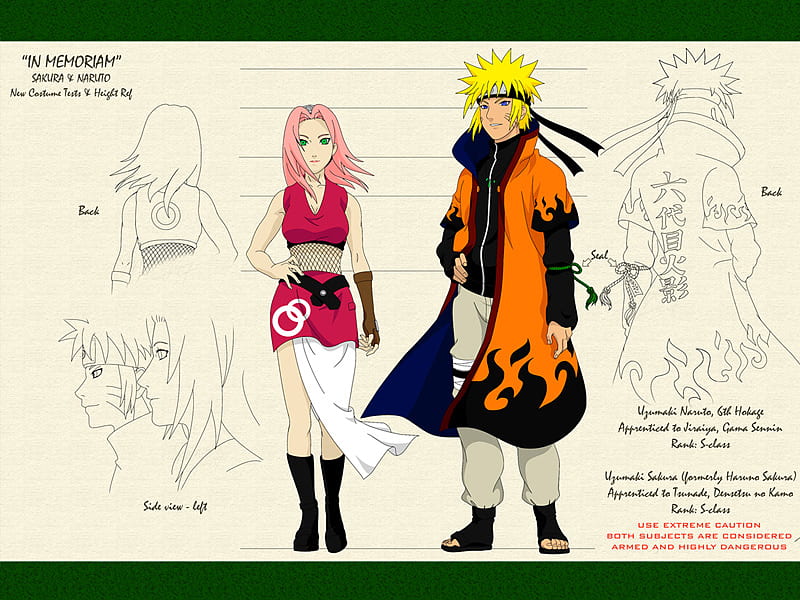 "IN MEMORIAM"
SAKURA & NARUTO
New Costume Tests & Height Ref
Back
Back
六代目火影
Seal
Side view - left
Uzumaki Naruto, 6th Hokage
Apprenticed to Jiraiya, Gama Sennin
Rank: S-class
Uzumaki Sakura (formerly Haruno Sakura)
Apprenticed to Tsunade, Densetsu no Kamo
Rank: S-class
USE EXTREME CAUTION
BOTH SUBJECTS ARE CONSIDERED
ARMED AND HIGHLY DANGEROUS